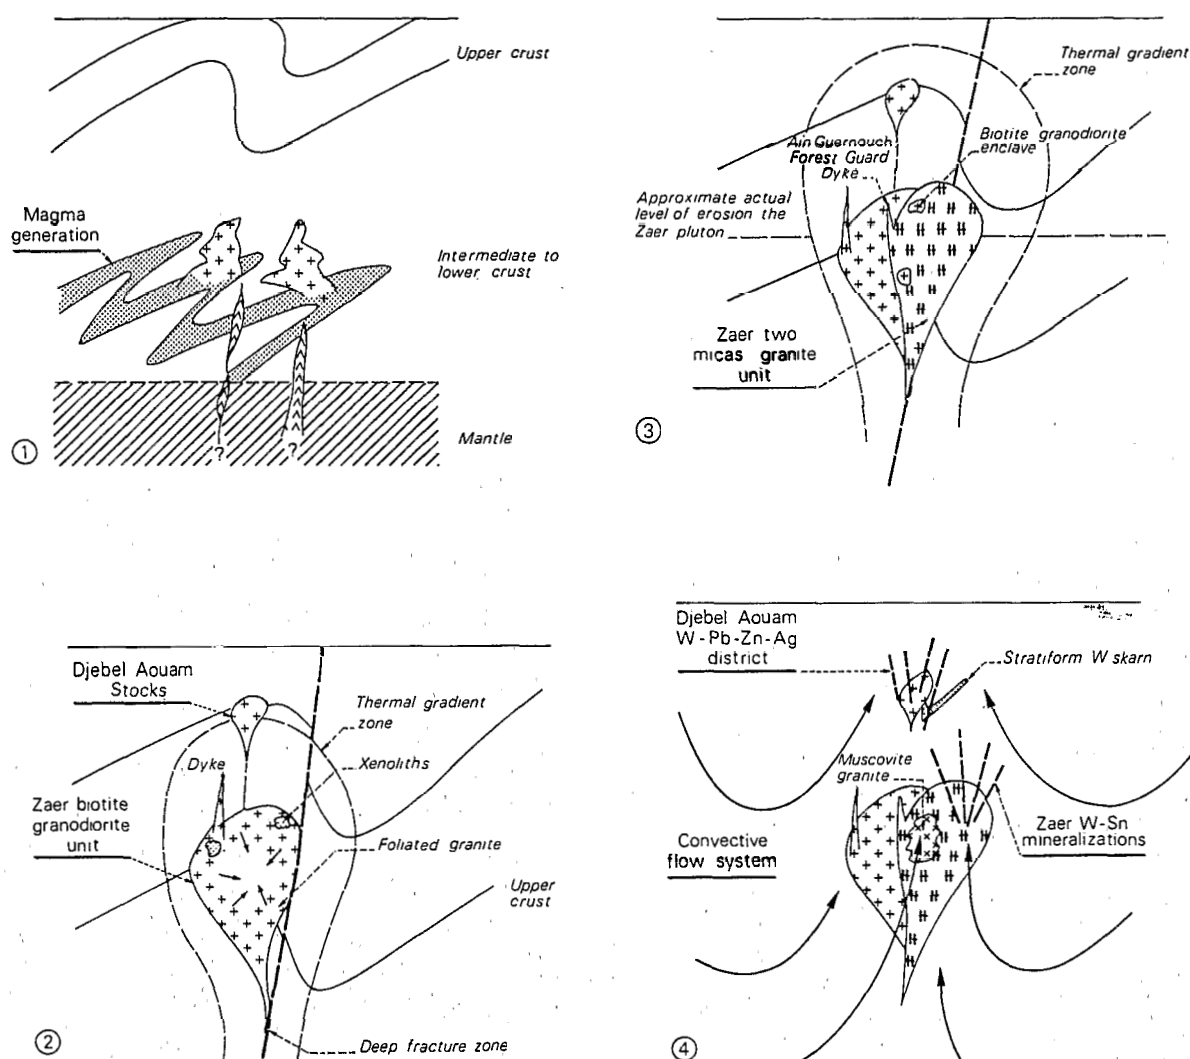 Upper crust
Magma
generation
Intermediate to
lower crust
Mantle
?
?
1
Thermal gradient
zone
Biotite granodiorite
enclave
Ain Guernouch
Forest Guard
Dyke
Approximate actual
level of erosion the
Zaer pluton
Zaer two
micas granite
unit
3
Djebel Aouam
Stocks
Thermal gradient
zone
Dyke
Xenoliths
Zaer biotite
granodiorite
unit
Foliated granite
Upper
crust
Deep fracture zone
2
Djebel Aouam
W-Pb-Zn-Ag
district
Stratiform W skarn
Muscovite
granite
Convective
flow system
Zaer W-Sn
mineralizations
4